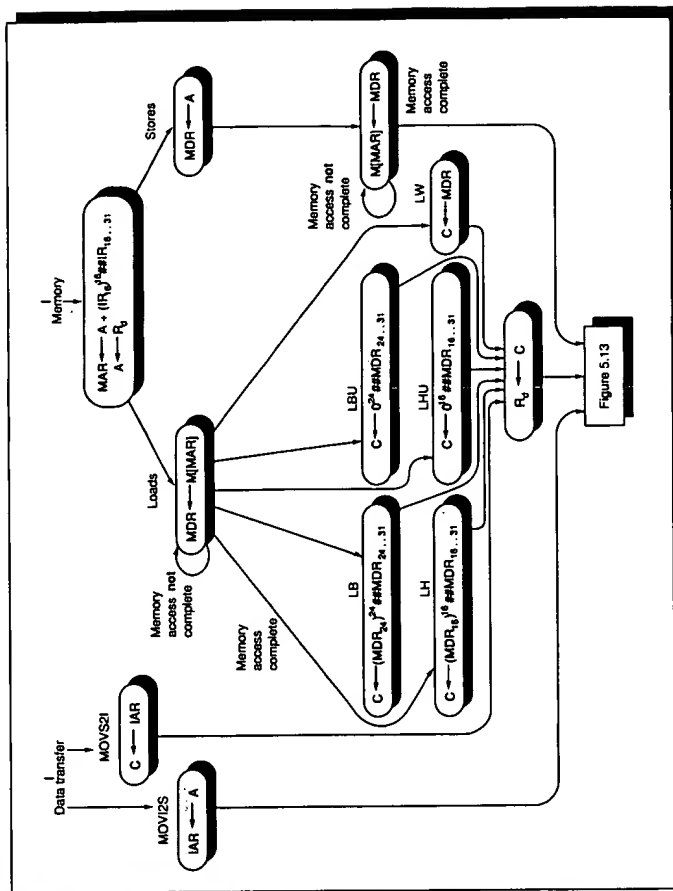 Memory
MAR ← A + (IR₁₆)¹⁶##IR₁₆..₃₁
A ← R_d
Loads
Stores
MDR ← M[MAR]
MDR ← A
Memory
access not
complete
Memory
access
complete
Memory
access not
complete
M[MAR] ← MDR
Memory
access
complete
Data transfer
MOVS2I
C ← IAR
MOVI2S
IAR ← A
LB
C ← (MDR₂₄)²⁴##MDR₂₄..₃₁
LBU
C ← 0²⁴##MDR₂₄..₃₁
LW
C ← MDR
LH
C ← (MDR₁₆)¹⁶##MDR₁₆..₃₁
LHU
C ← 0¹⁶##MDR₁₆..₃₁
R_d ← C
Figure 5.13